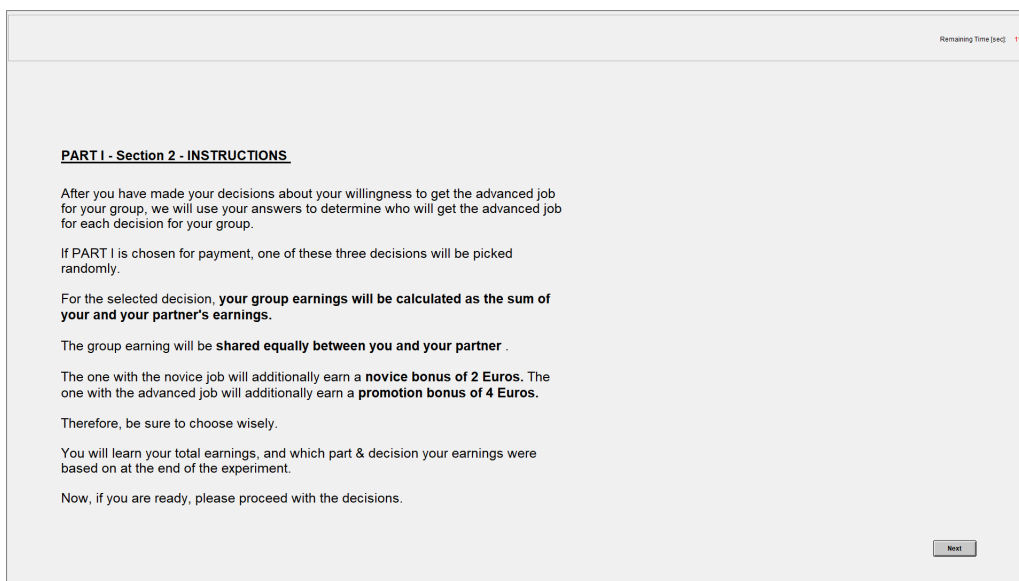 Remaining Time [sec]: 1
PART I - Section 2 - INSTRUCTIONS
After you have made your decisions about your willingness to get the advanced job
for your group, we will use your answers to determine who will get the advanced job
for each decision for your group.
If PART I is chosen for payment, one of these three decisions will be picked
randomly.
For the selected decision, your group earnings will be calculated as the sum of
your and your partner's earnings.
The group earning will be shared equally between you and your partner .
The one with the novice job will additionally earn a novice bonus of 2 Euros. The
one with the advanced job will additionally earn a promotion bonus of 4 Euros.
Therefore, be sure to choose wisely.
You will learn your total earnings, and which part & decision your earnings were
based on at the end of the experiment.
Now, if you are ready, please proceed with the decisions.
Next